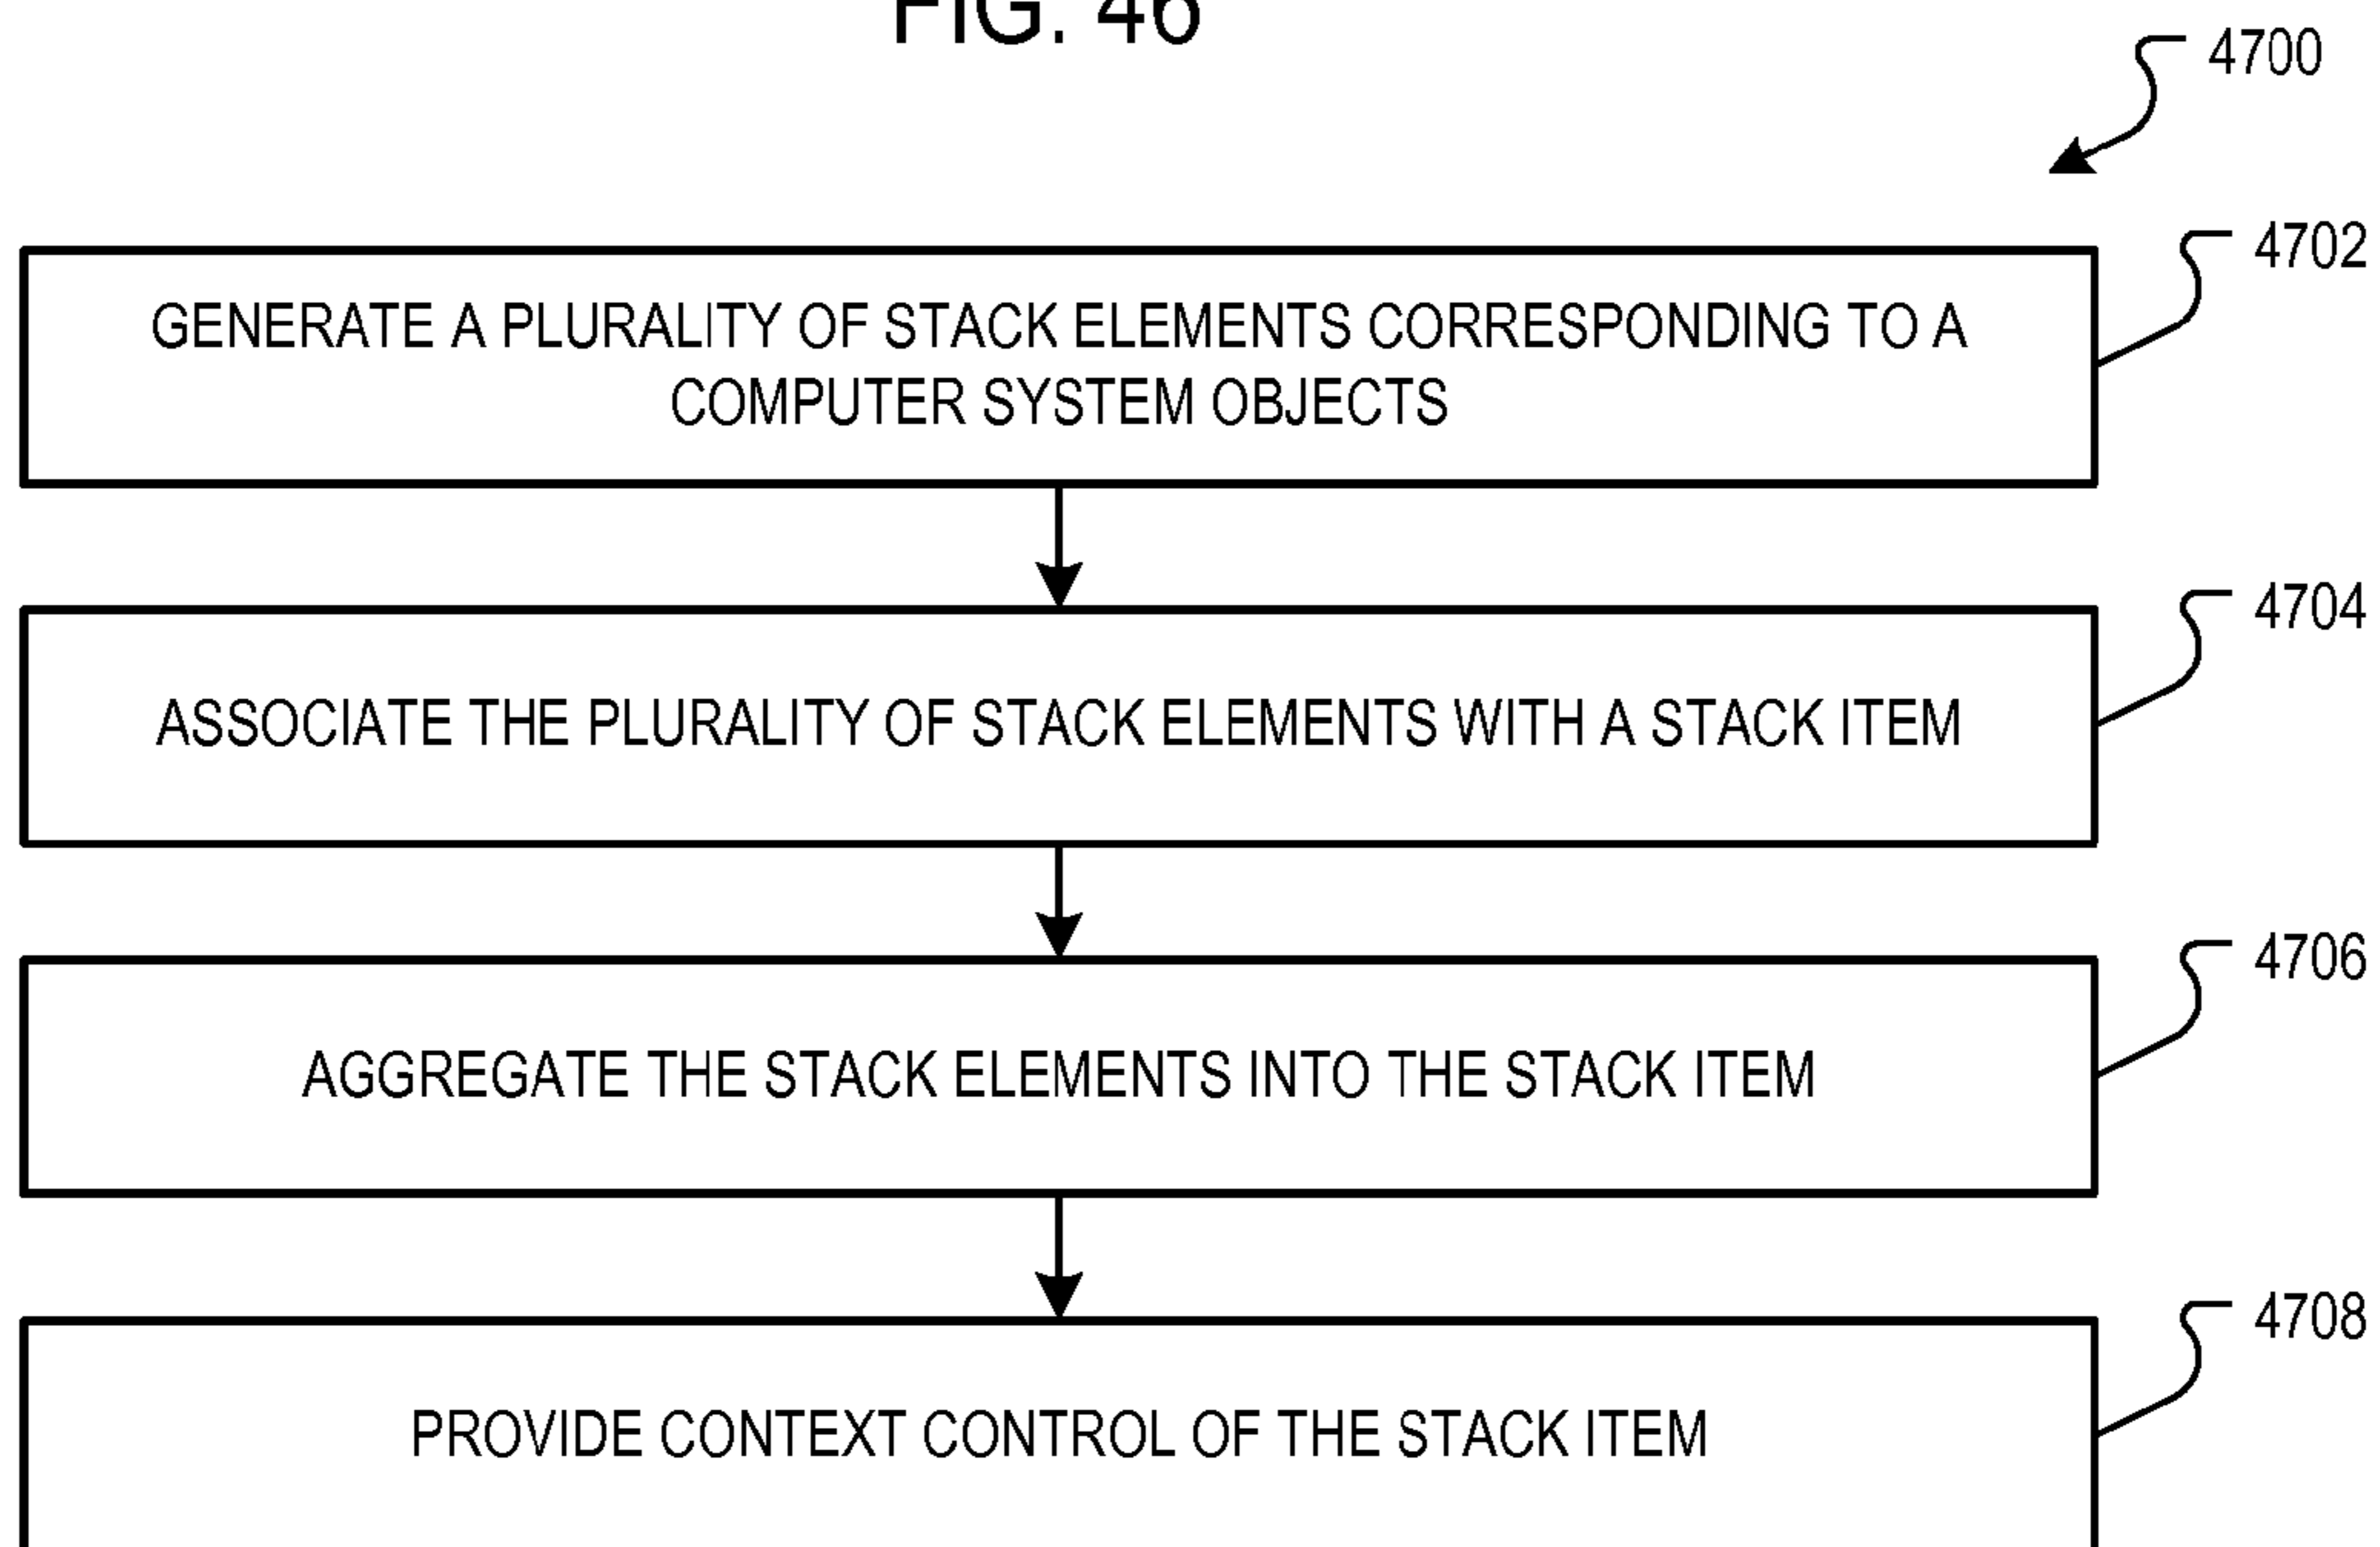 FIG. 46
4700
4702
GENERATE A PLURALITY OF STACK ELEMENTS CORRESPONDING TO A
COMPUTER SYSTEM OBJECTS
4704
ASSOCIATE THE PLURALITY OF STACK ELEMENTS WITH A STACK ITEM
4706
AGGREGATE THE STACK ELEMENTS INTO THE STACK ITEM
4708
PROVIDE CONTEXT CONTROL OF THE STACK ITEM